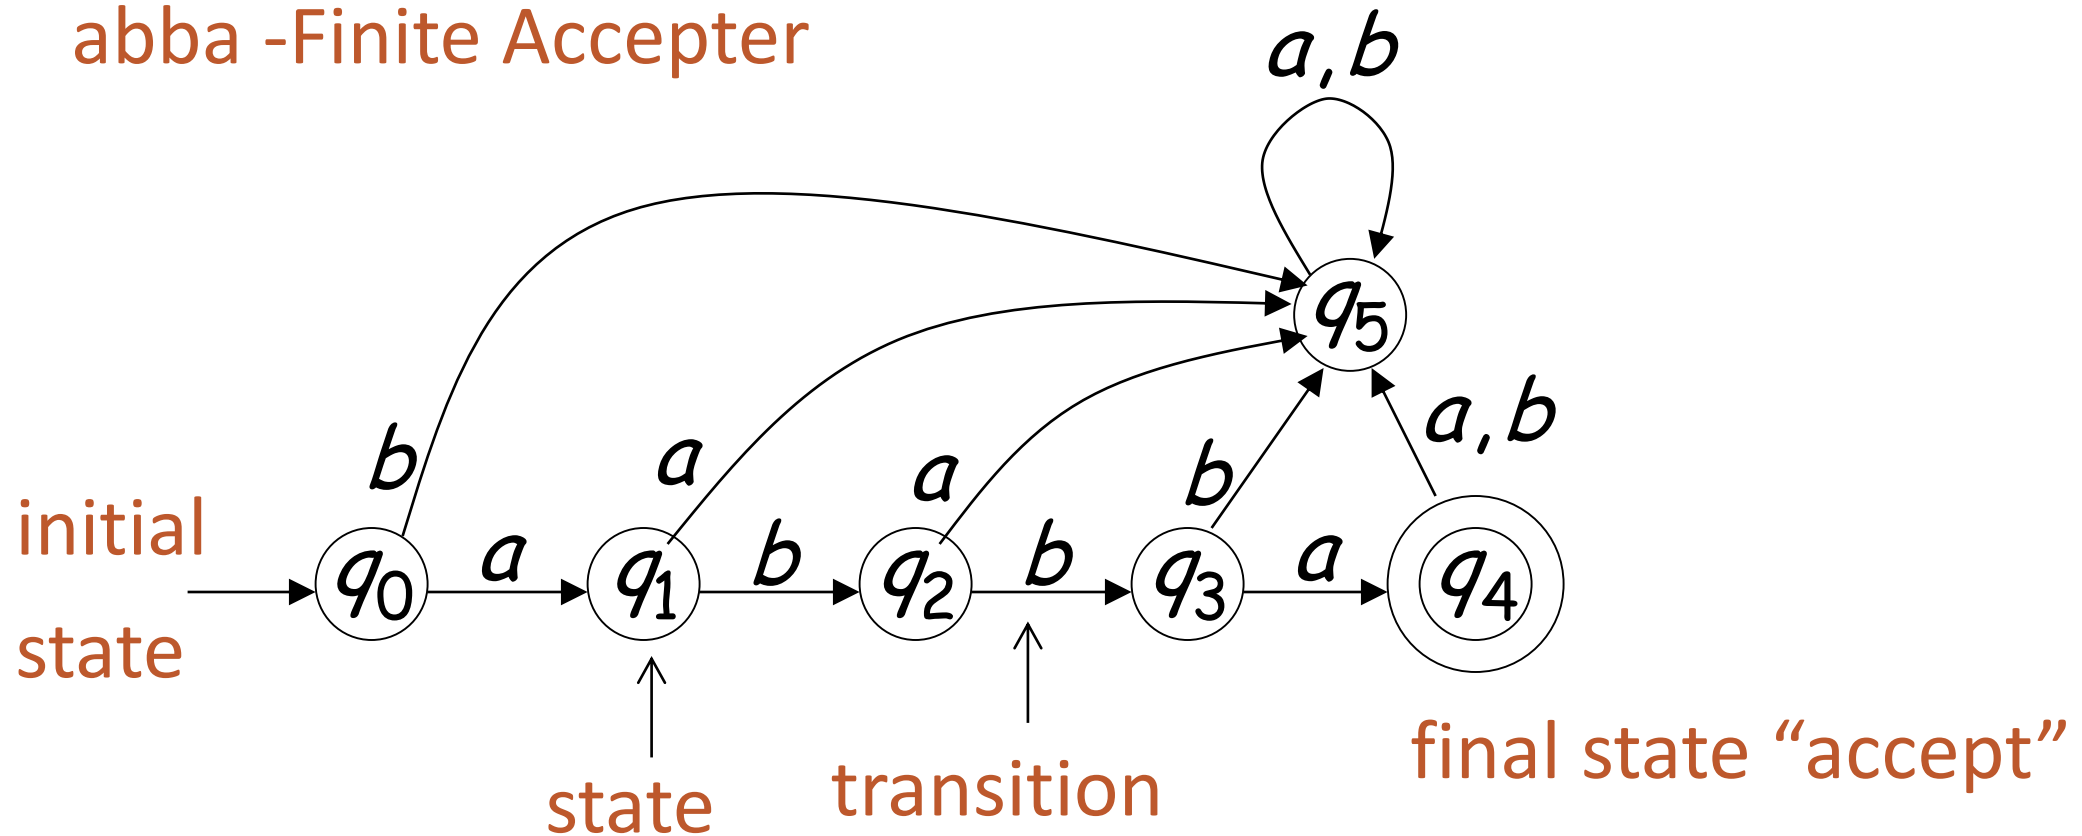 abba -Finite Accepter
a,b
q5
b
a
a
b
a,b
initial
state
q0
a
q1
b
q2
b
q3
a
q4
state
transition
final state “accept”